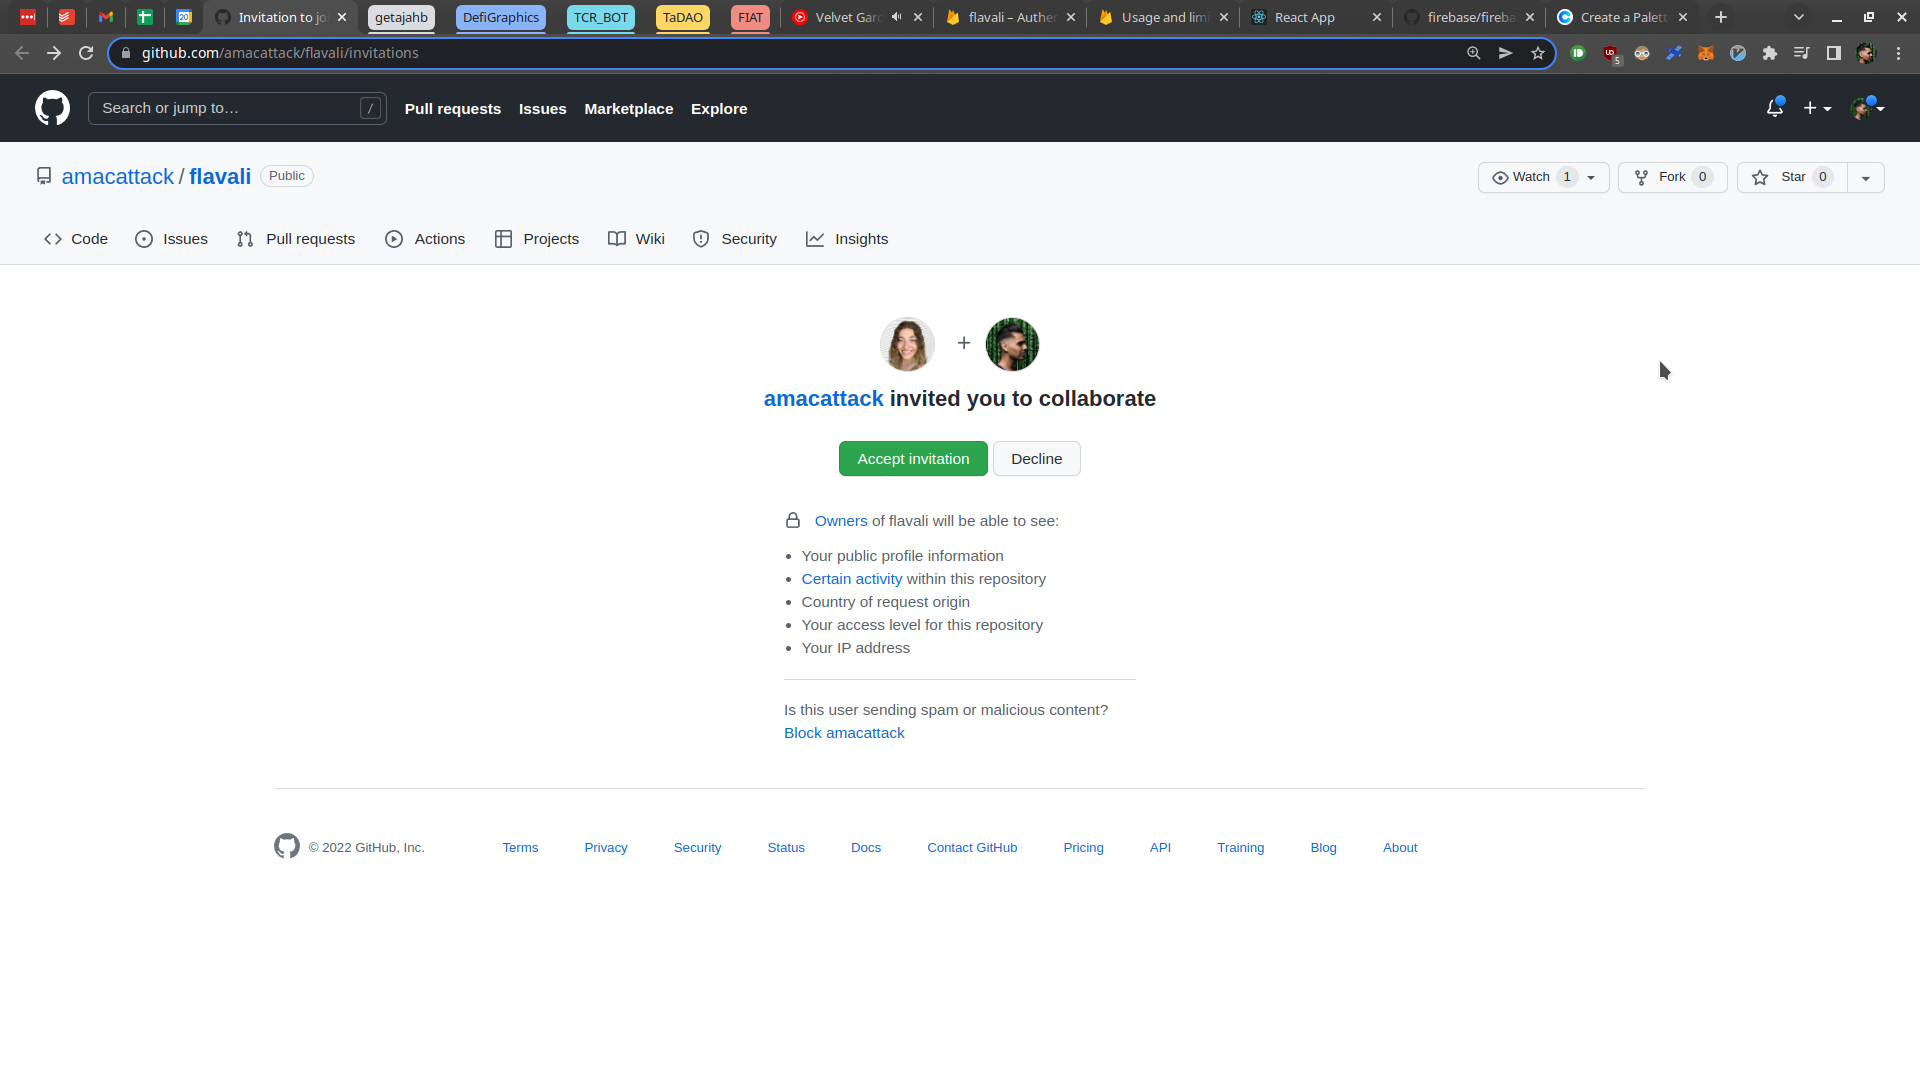 20
Invitation to jo
getajahb
DefiGraphics
TCR_BOT
TaDAO
FIAT
Velvet Gard
flavali – Authen
Usage and limi
React App
firebase/fireba
Create a Palett
github.com/amacattack/flavali/invitations
5
Search or jump to…
/
Pull requests
Issues
Marketplace
Explore
amacattack / flavali
Public
Watch 1
Fork 0
Star 0
Code
Issues
Pull requests
Actions
Projects
Wiki
Security
Insights
amacattack invited you to collaborate
Accept invitation
Decline
Owners of flavali will be able to see:
• Your public profile information
• Certain activity within this repository
• Country of request origin
• Your access level for this repository
• Your IP address
Is this user sending spam or malicious content?
Block amacattack
© 2022 GitHub, Inc.
Terms
Privacy
Security
Status
Docs
Contact GitHub
Pricing
API
Training
Blog
About